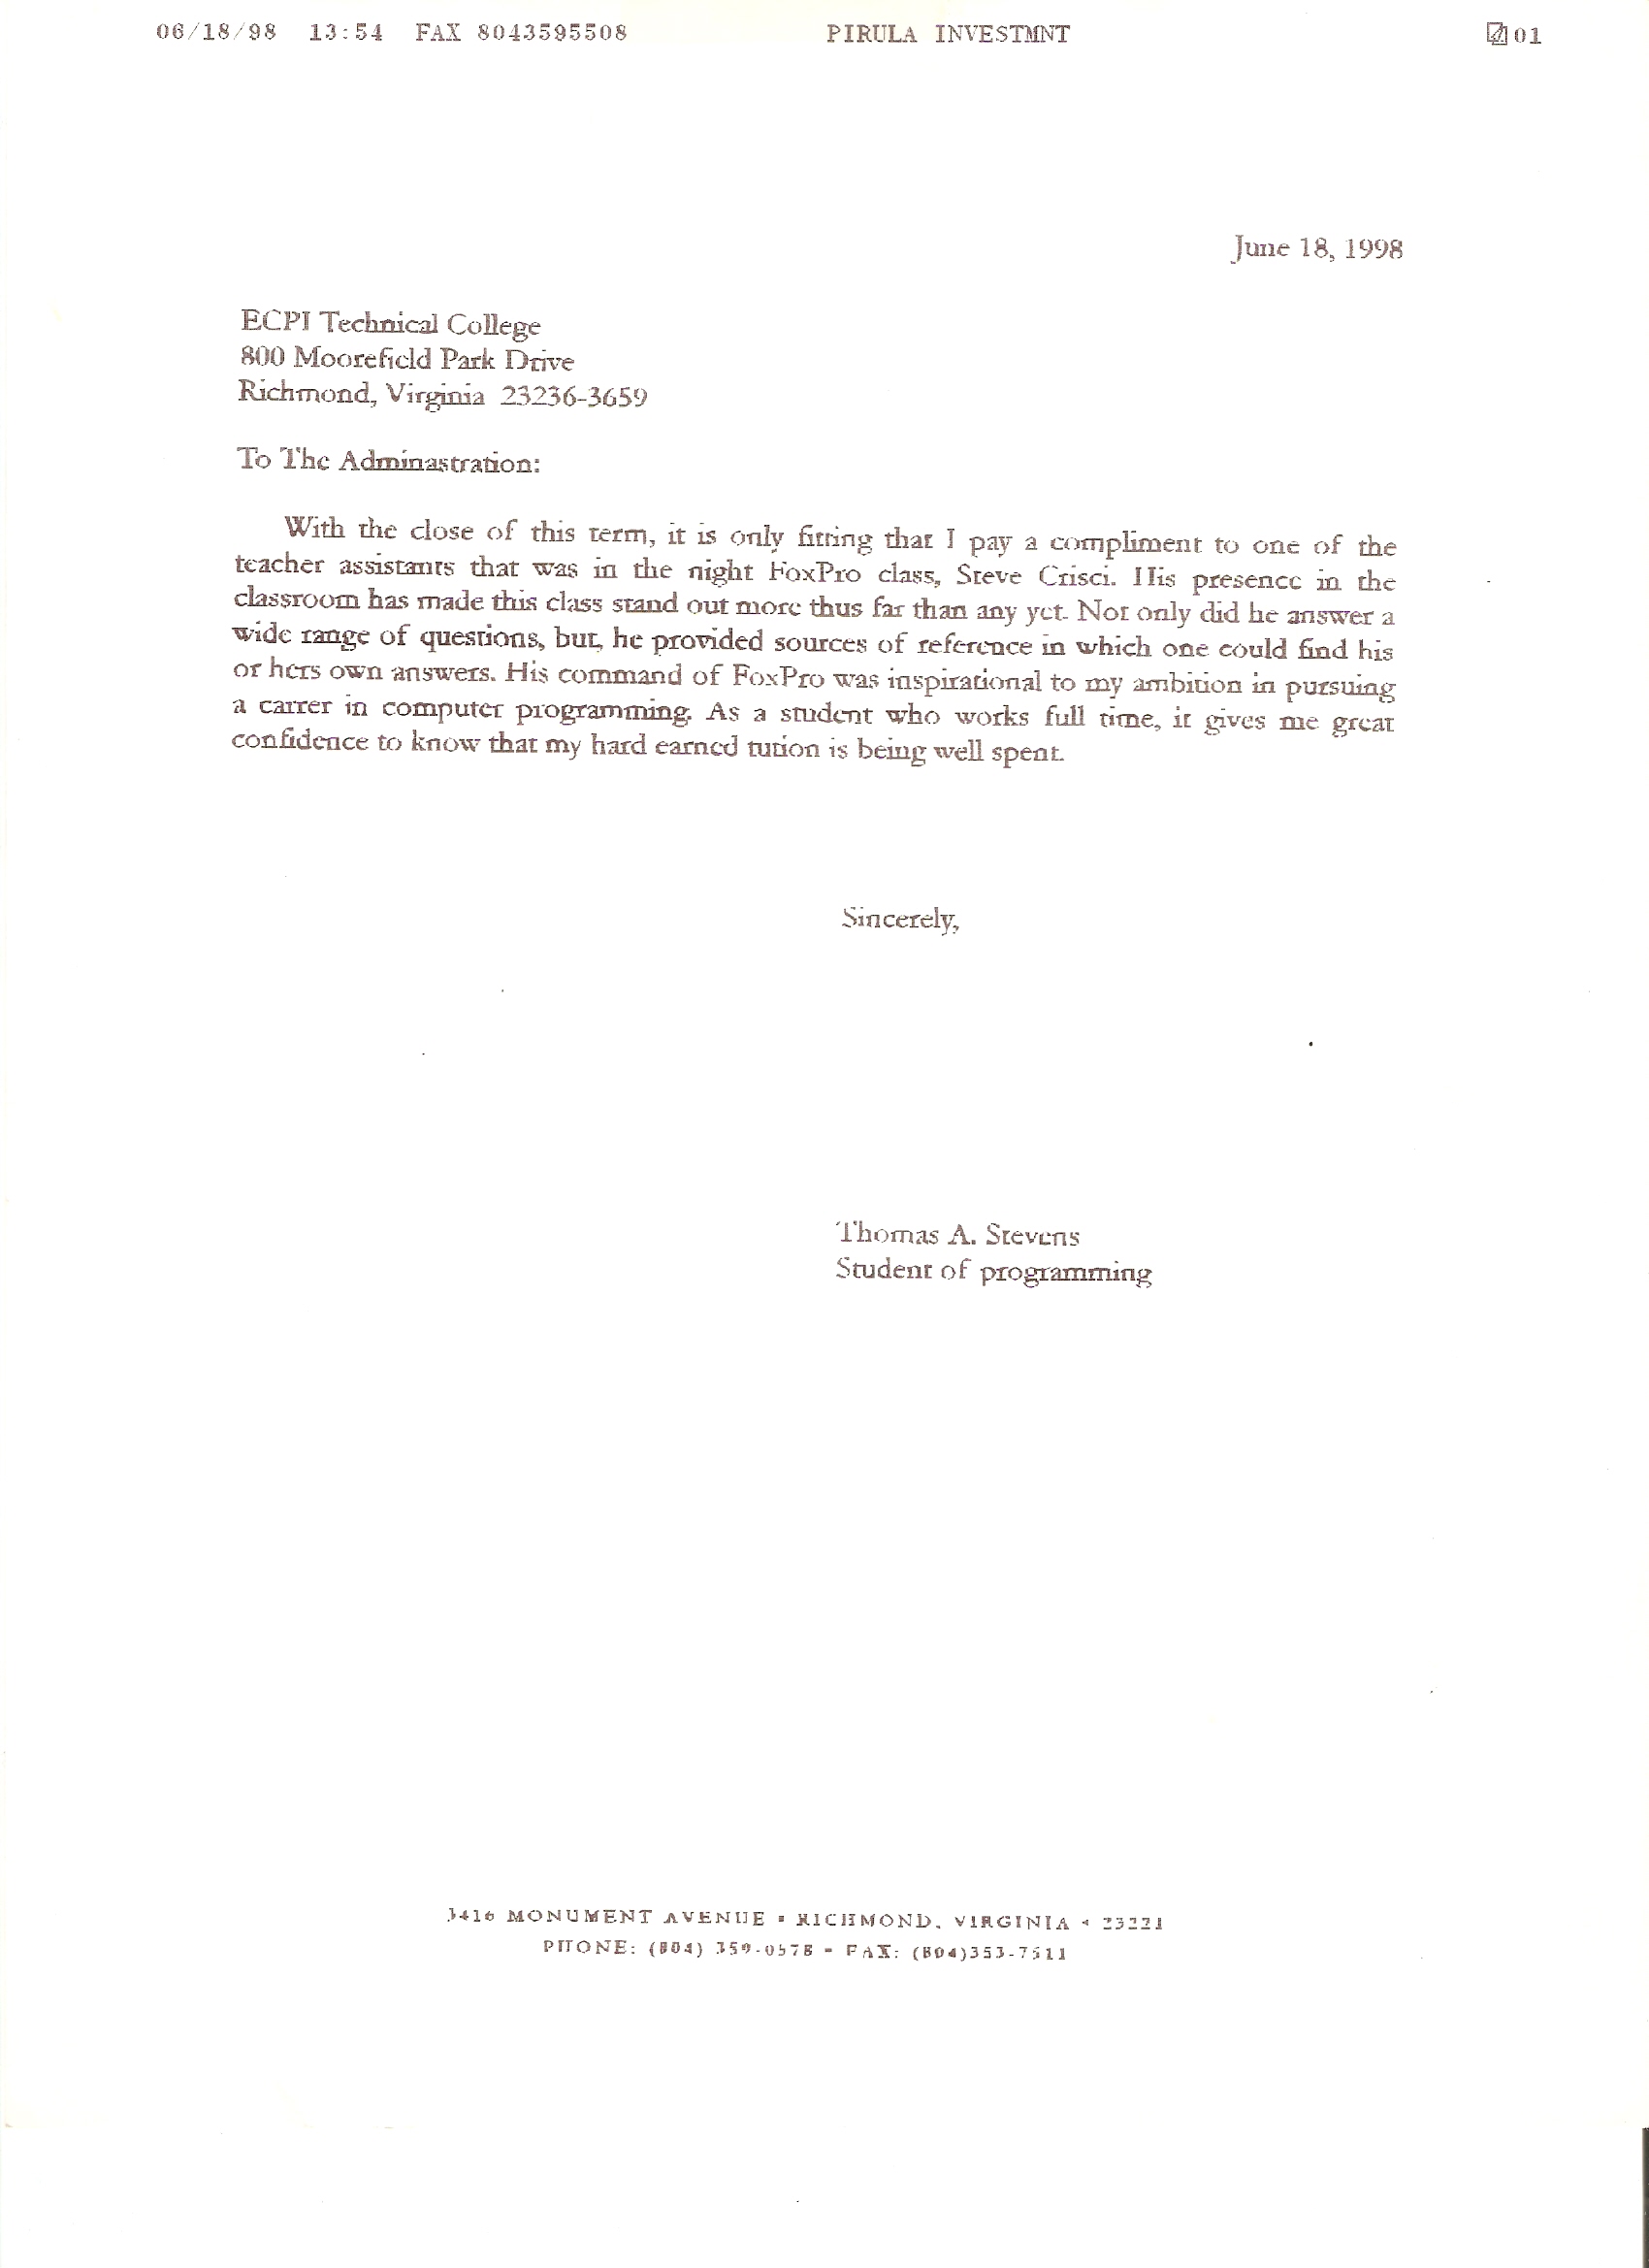 06/18/98 13:54 FAX 8043595508 PIRULA INVESTMNT 01
June 18, 1998
ECPI Technical College
800 Moorefield Park Drive
Richmond, Virginia 23236-3659
To The Adminastration:
With the close of this term, it is only fitting that I pay a compliment to one of the
teacher assistants that was in the night FoxPro class, Steve Crisci. His presence in the
classroom has made this class stand out more thus far than any yet. Not only did he answer a
wide range of questions, but, he provided sources of reference in which one could find his
or hers own answers. His command of FoxPro was inspirational to my ambition in pursuing
a carrer in computer programming. As a student who works full time, it gives me great
confidence to know that my hard earned tution is being well spent.
Sincerely,
Thomas A. Stevens
Student of programming
3416 MONUMENT AVENUE ▪ RICHMOND, VIRGINIA ▪ 23221
PHONE: (804) 359-0578 ▪ FAX: (804)353-7511